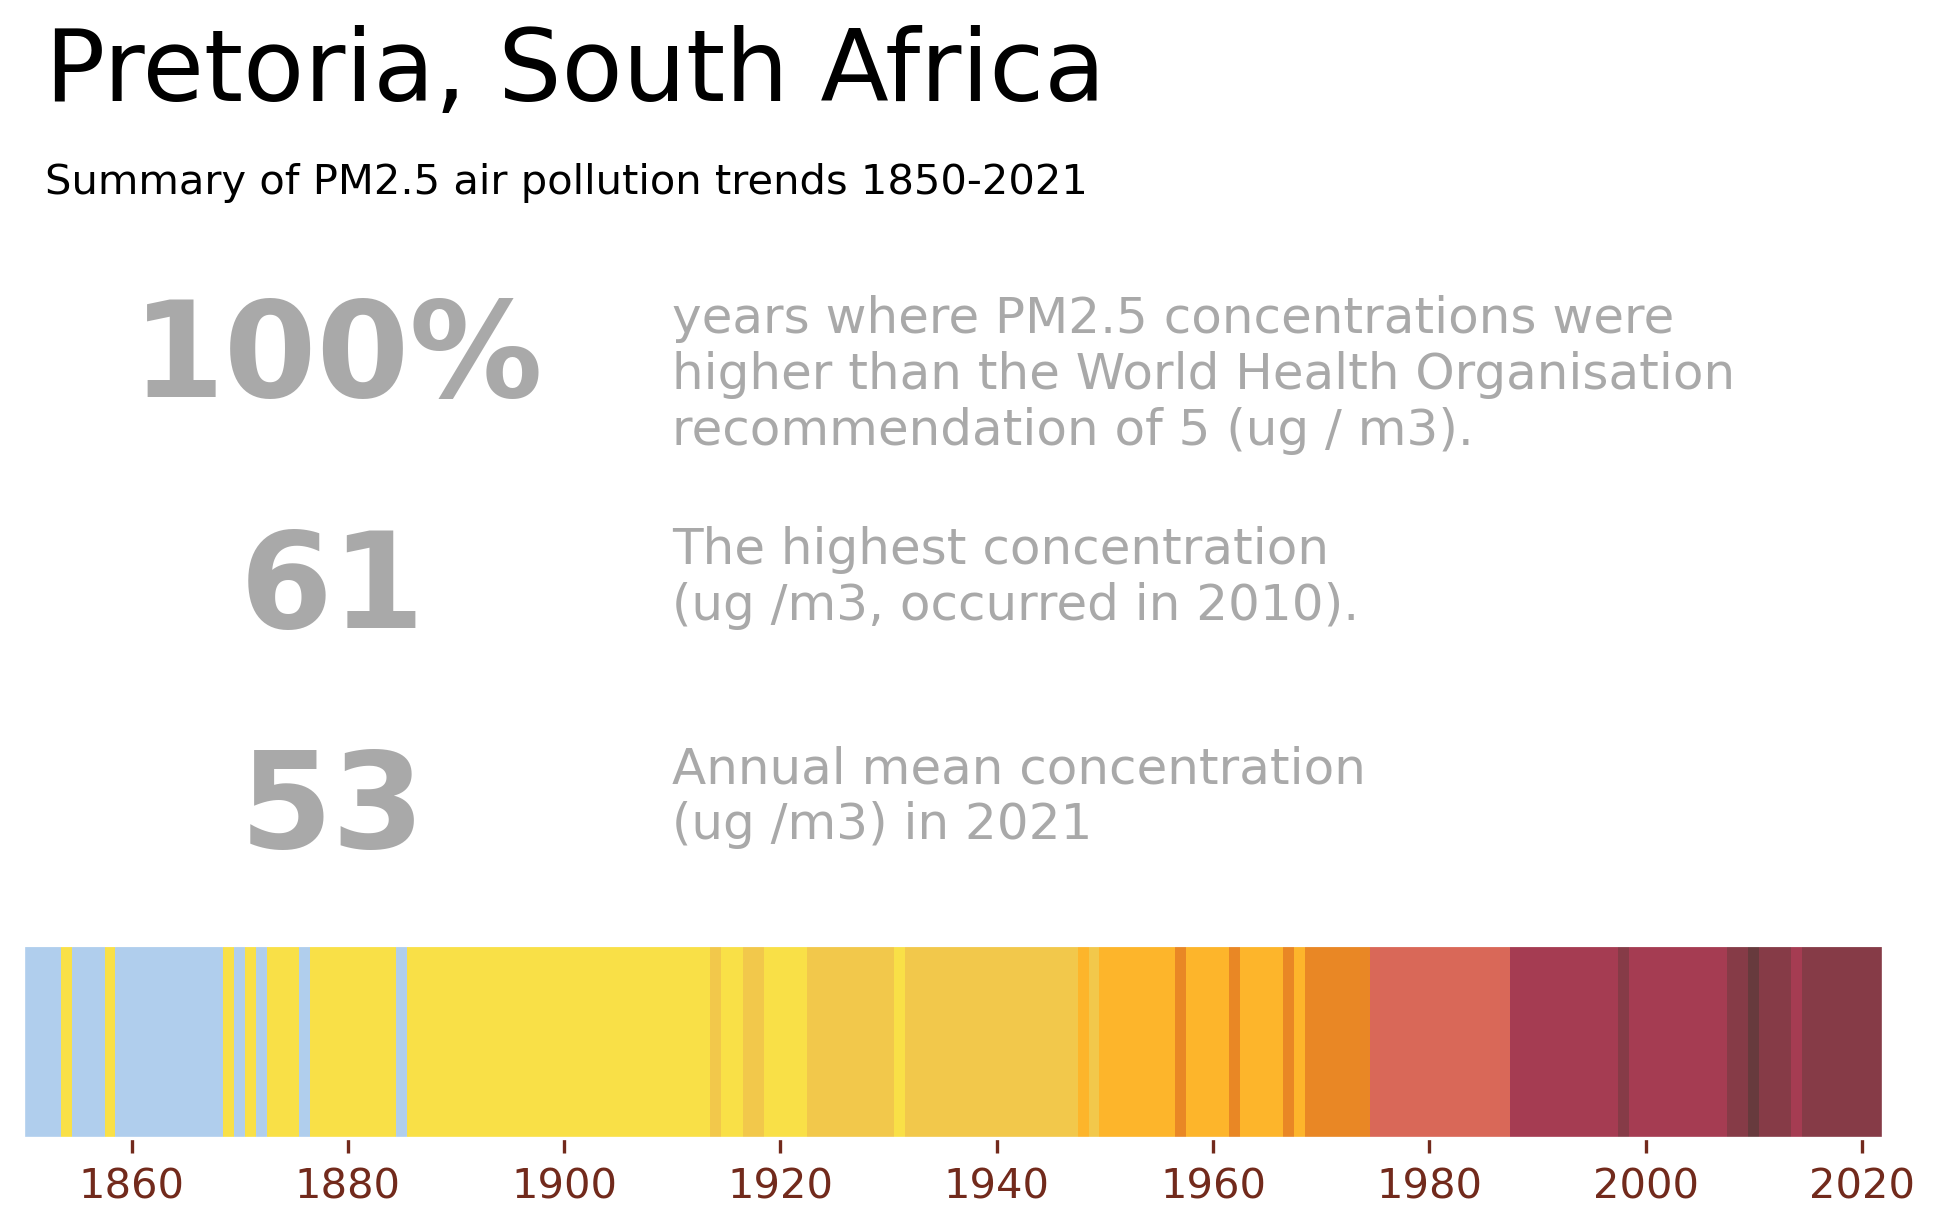 Pretoria, South Africa
Summary of PM2.5 air pollution trends 1850-2021
100%
years where PM2.5 concentrations were
higher than the World Health Organisation
recommendation of 5 (ug / m3).
61
The highest concentration
(ug /m3, occurred in 2010).
53
Annual mean concentration
(ug /m3) in 2021
1860 1880 1900 1920 1940 1960 1980 2000 2020